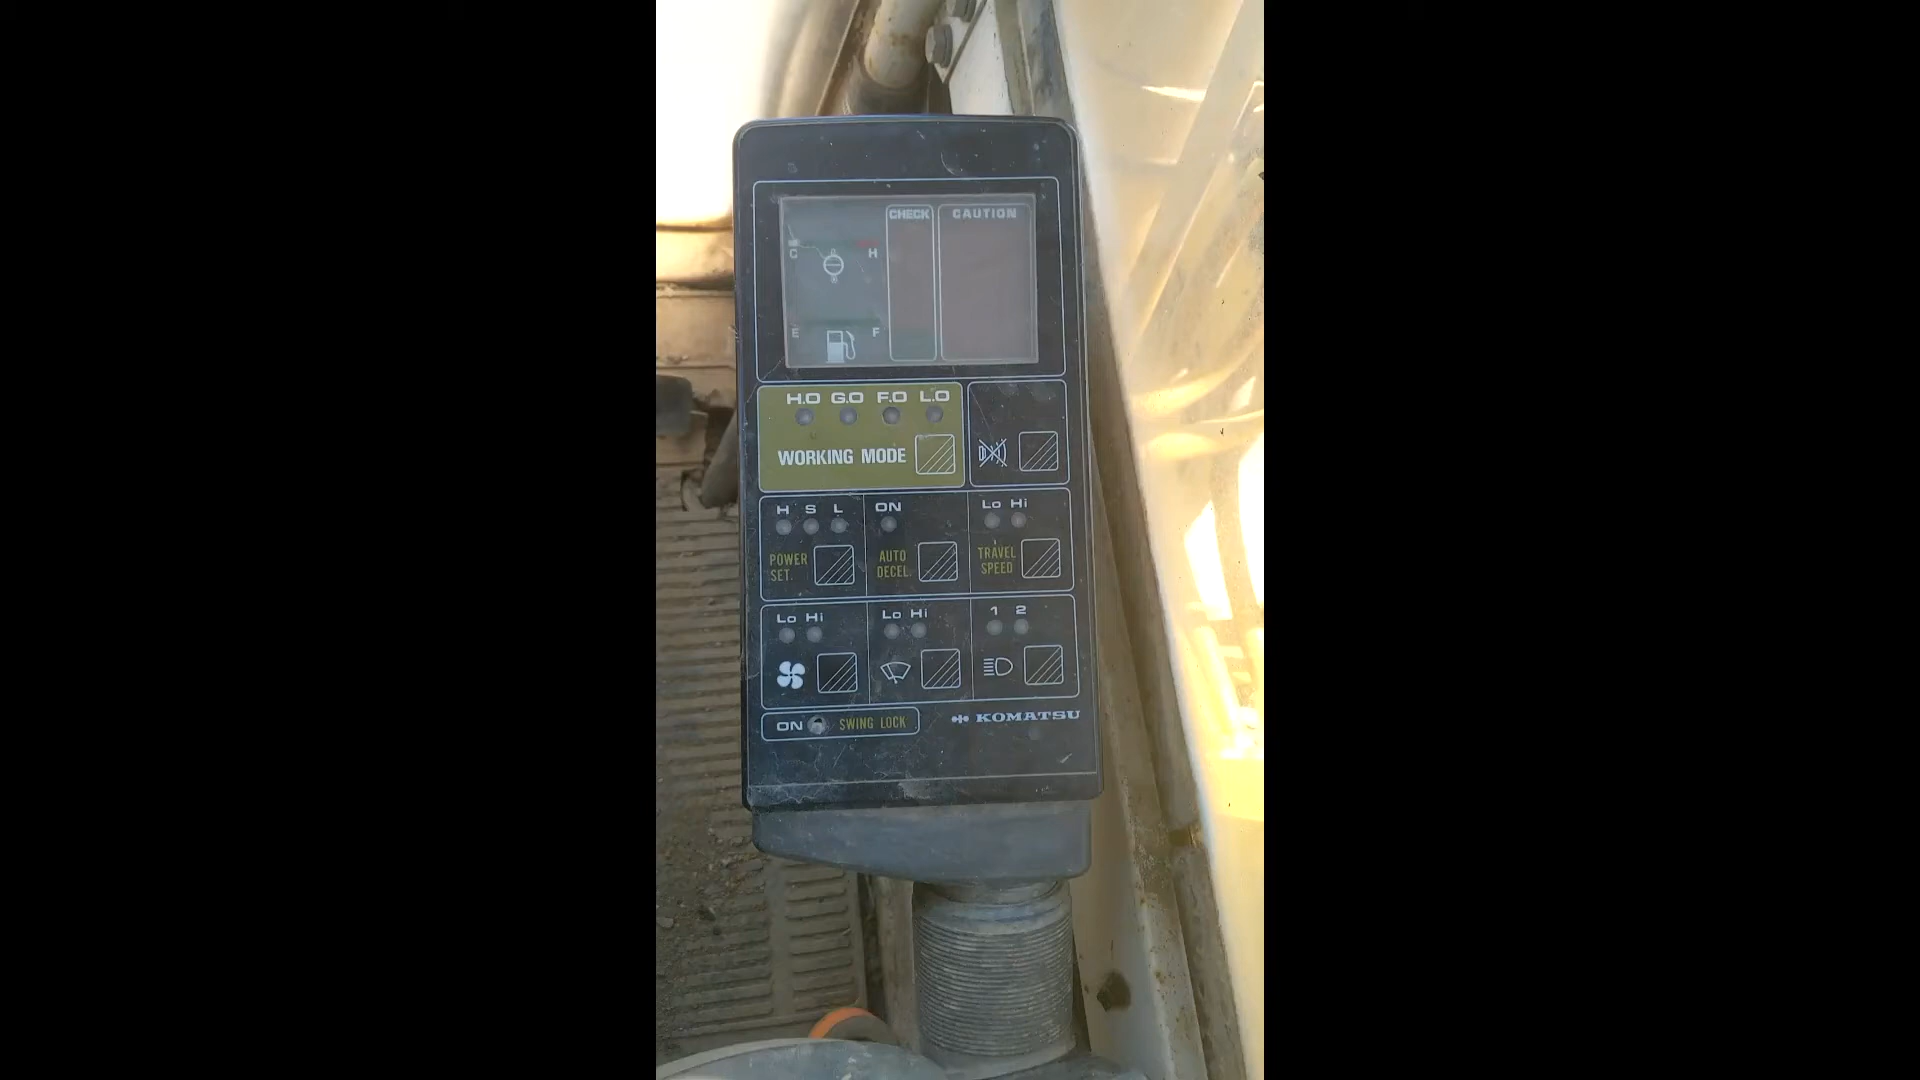 CHECK CAUTION
C H
E F
H.O G.O F.O L.O
WORKING MODE
H S L ON Lo Hi
POWER SET. AUTO DECEL. TRAVEL SPEED
Lo Hi Lo Hi 1 2
ON SWING LOCK KOMATSU